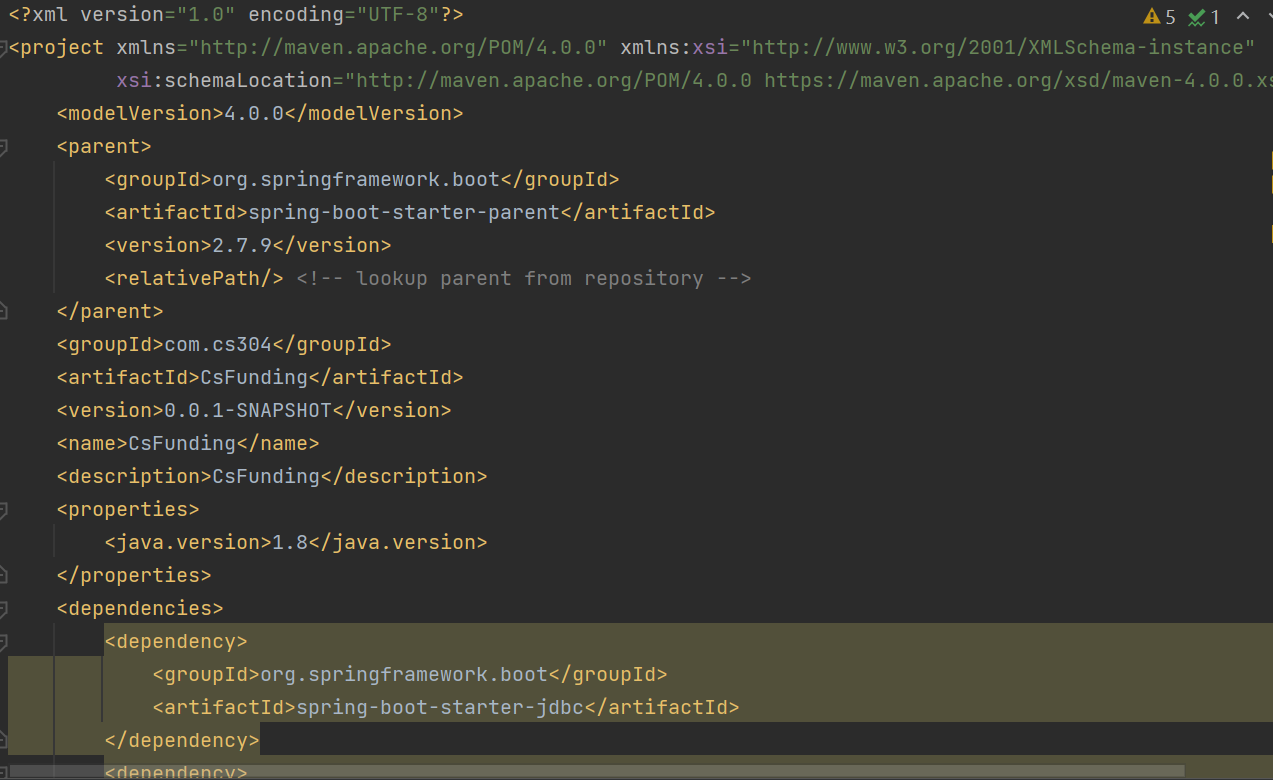 <?xml version="1.0" encoding="UTF-8"?>
5 1
<project xmlns="http://maven.apache.org/POM/4.0.0" xmlns:xsi="http://www.w3.org/2001/XMLSchema-instance"
xsi:schemaLocation="http://maven.apache.org/POM/4.0.0 https://maven.apache.org/xsd/maven-4.0.0.xs
<modelVersion>4.0.0</modelVersion>
<parent>
<groupId>org.springframework.boot</groupId>
<artifactId>spring-boot-starter-parent</artifactId>
<version>2.7.9</version>
<relativePath/> <!-- lookup parent from repository -->
</parent>
<groupId>com.cs304</groupId>
<artifactId>CsFunding</artifactId>
<version>0.0.1-SNAPSHOT</version>
<name>CsFunding</name>
<description>CsFunding</description>
<properties>
<java.version>1.8</java.version>
</properties>
<dependencies>
<dependency>
<groupId>org.springframework.boot</groupId>
<artifactId>spring-boot-starter-jdbc</artifactId>
</dependency>
<dependency>